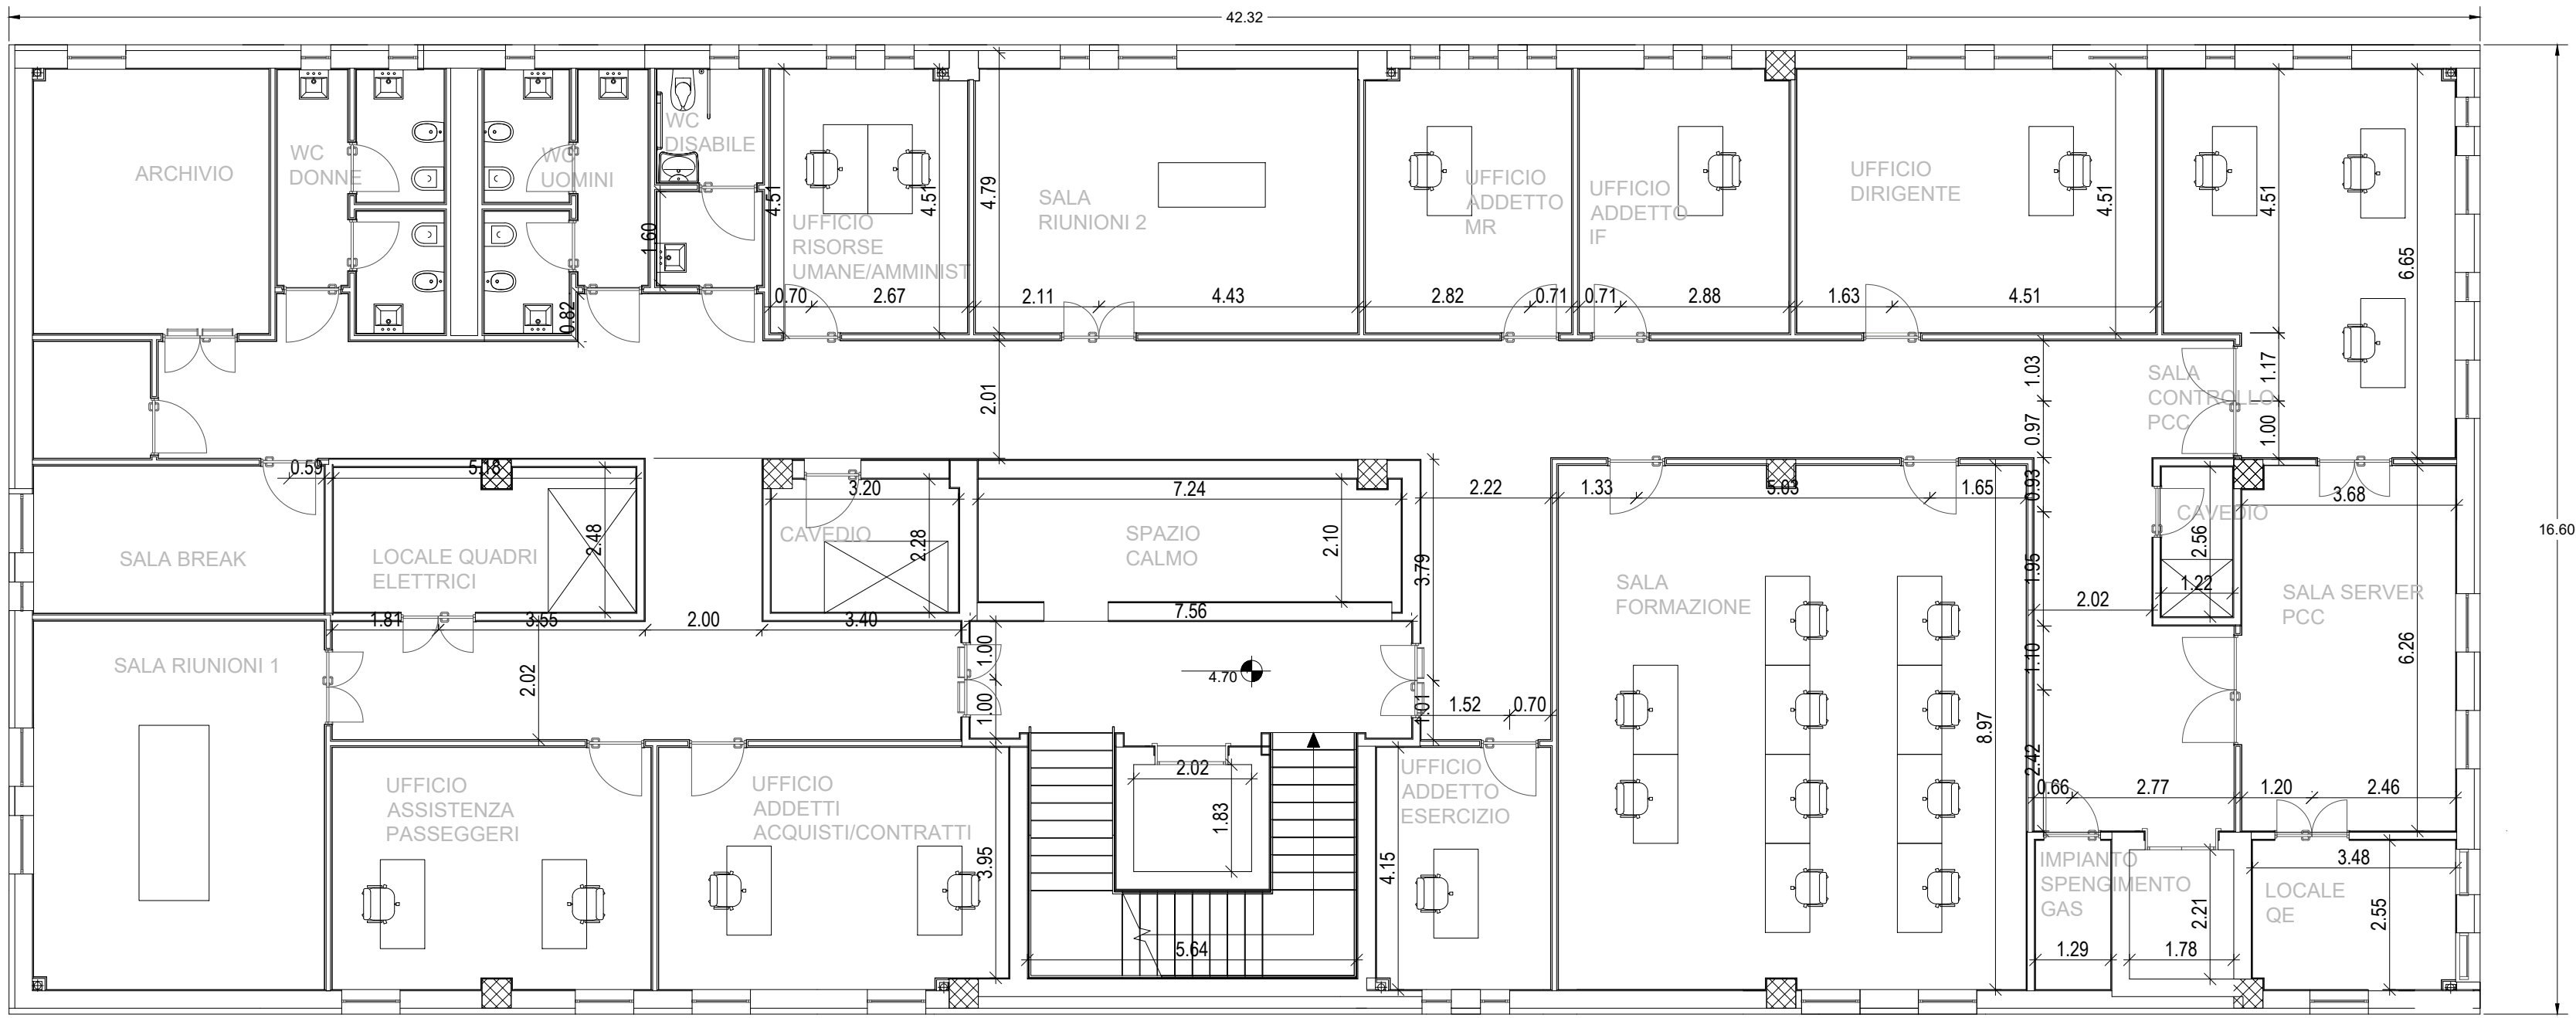 42.32
ARCHIVIO
WC
DONNE
WC
UOMINI
WC
DISABILE
1.60
0.82
4.51
4.51
UFFICIO
RISORSE
UMANE/AMMINIST
0.70
2.67
4.79
SALA
RIUNIONI 2
2.11
4.43
UFFICIO
ADDETTO
MR
2.82
0.71
UFFICIO
ADDETTO
IF
0.71
2.88
UFFICIO
DIRIGENTE
4.51
1.63
4.51
4.51
6.65
2.01
1.03
0.97
SALA
CONTROLLO
PCC
1.17
1.00
0.59
5.18
SALA BREAK
LOCALE QUADRI
ELETTRICI
2.48
3.20
CAVEDIO
2.28
7.24
SPAZIO
CALMO
2.10
3.79
2.22
1.33
5.03
1.65
0.93
SALA
FORMAZIONE
1.95
CAVEDIO
2.56
1.22
3.68
16.60
SALA SERVER
PCC
2.02
1.81
3.55
2.00
3.40
7.56
SALA RIUNIONI 1
2.02
1.00
1.00
4.70
1.01
1.52
0.70
8.97
1.10
2.42
6.26
UFFICIO
ASSISTENZA
PASSEGGERI
UFFICIO
ADDETTI
ACQUISTI/CONTRATTI
3.95
2.02
1.83
5.64
UFFICIO
ADDETTO
ESERCIZIO
4.15
0.66
2.77
1.20
2.46
IMPIANTO
SPENGIMENTO
GAS
1.29
2.21
1.78
3.48
LOCALE
QE
2.55